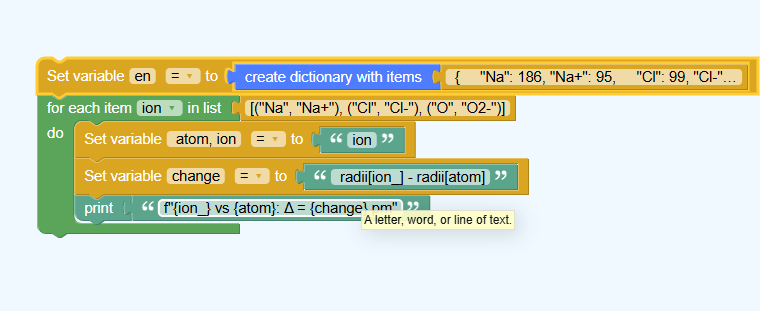 Set variable en = to create dictionary with items { "Na": 186, "Na+": 95, "Cl": 99, "Cl-"...
for each item ion in list [("Na", "Na+"), ("Cl", "Cl-"), ("O", "O2-")]
do Set variable atom, ion = to “ ion ”
Set variable change = to “ radii[ion_] - radii[atom] ”
print “ f"{ion_} vs {atom}: Δ = {change} pm" ”
A letter, word, or line of text.